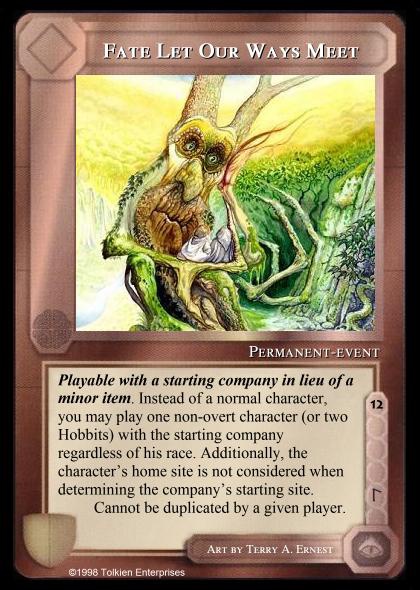 FATE LET OUR WAYS MEET
PERMANENT-EVENT
Playable with a starting company in lieu of a
minor item. Instead of a normal character,
you may play one non-overt character (or two
Hobbits) with the starting company
regardless of his race. Additionally, the
character's home site is not considered when
determining the company's starting site.
Cannot be duplicated by a given player.
12
ART BY TERRY A. ERNEST
©1998 Tolkien Enterprises